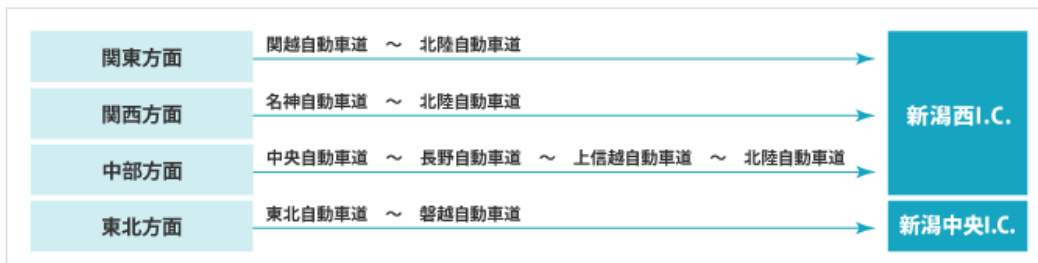 関東方面
関越自動車道 ～ 北陸自動車道
関西方面
名神自動車道 ～ 北陸自動車道
新潟西I.C.
中部方面
中央自動車道 ～ 長野自動車道 ～ 上信越自動車道 ～ 北陸自動車道
東北方面
東北自動車道 ～ 磐越自動車道
新潟中央I.C.